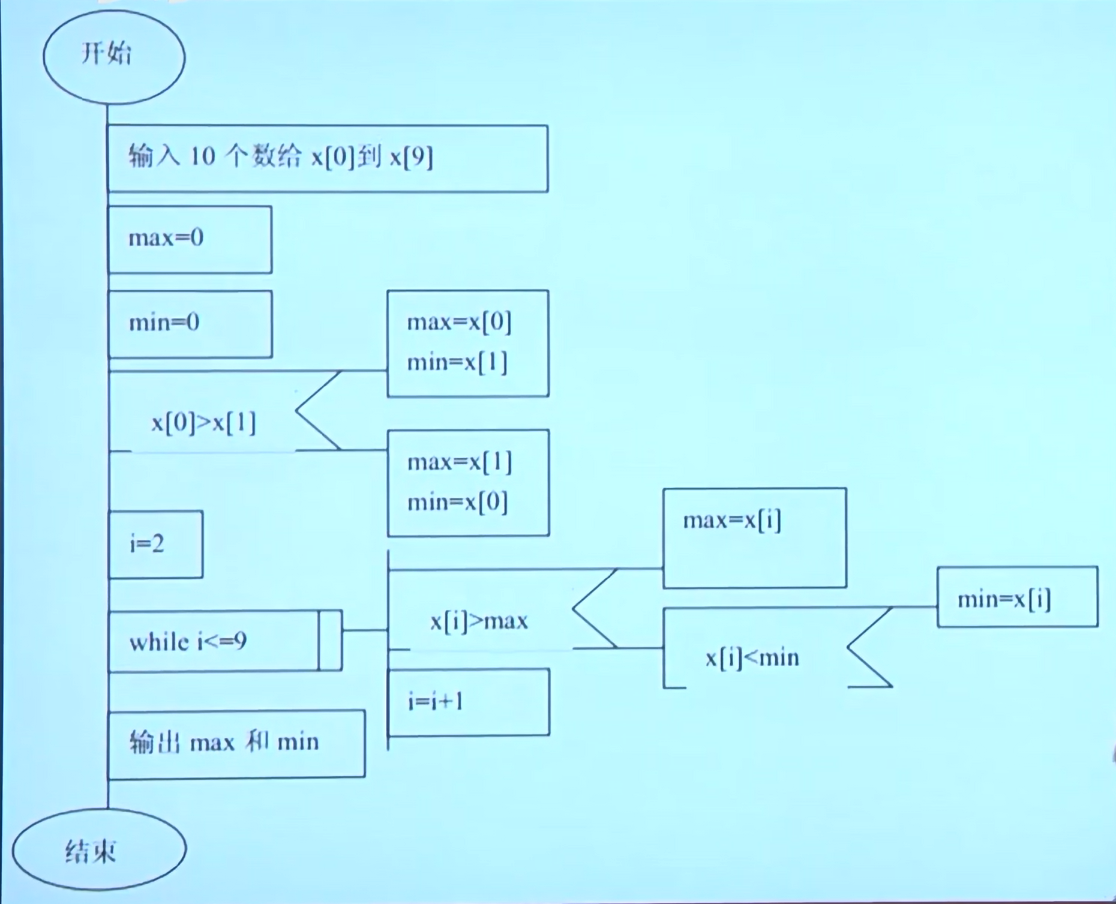 开始
输入 10 个数给 x[0]到 x[9]
max=0
min=0
x[0]>x[1]
max=x[0]
min=x[1]
max=x[1]
min=x[0]
i=2
while i<=9
x[i]>max
max=x[i]
x[i]<min
min=x[i]
i=i+1
输出 max 和 min
结束